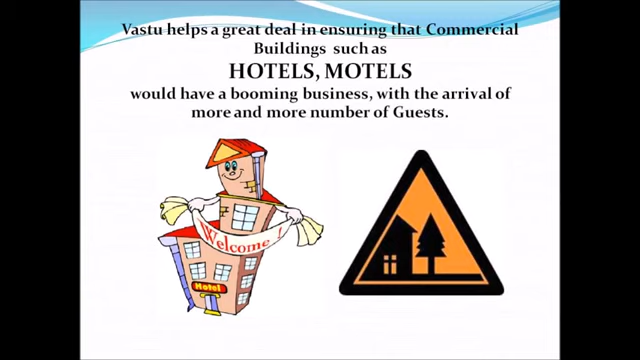 Vastu helps a great deal in ensuring that Commercial
Buildings such as
HOTELS, MOTELS
would have a booming business, with the arrival of
more and more number of Guests.
Welcome !
Hotel